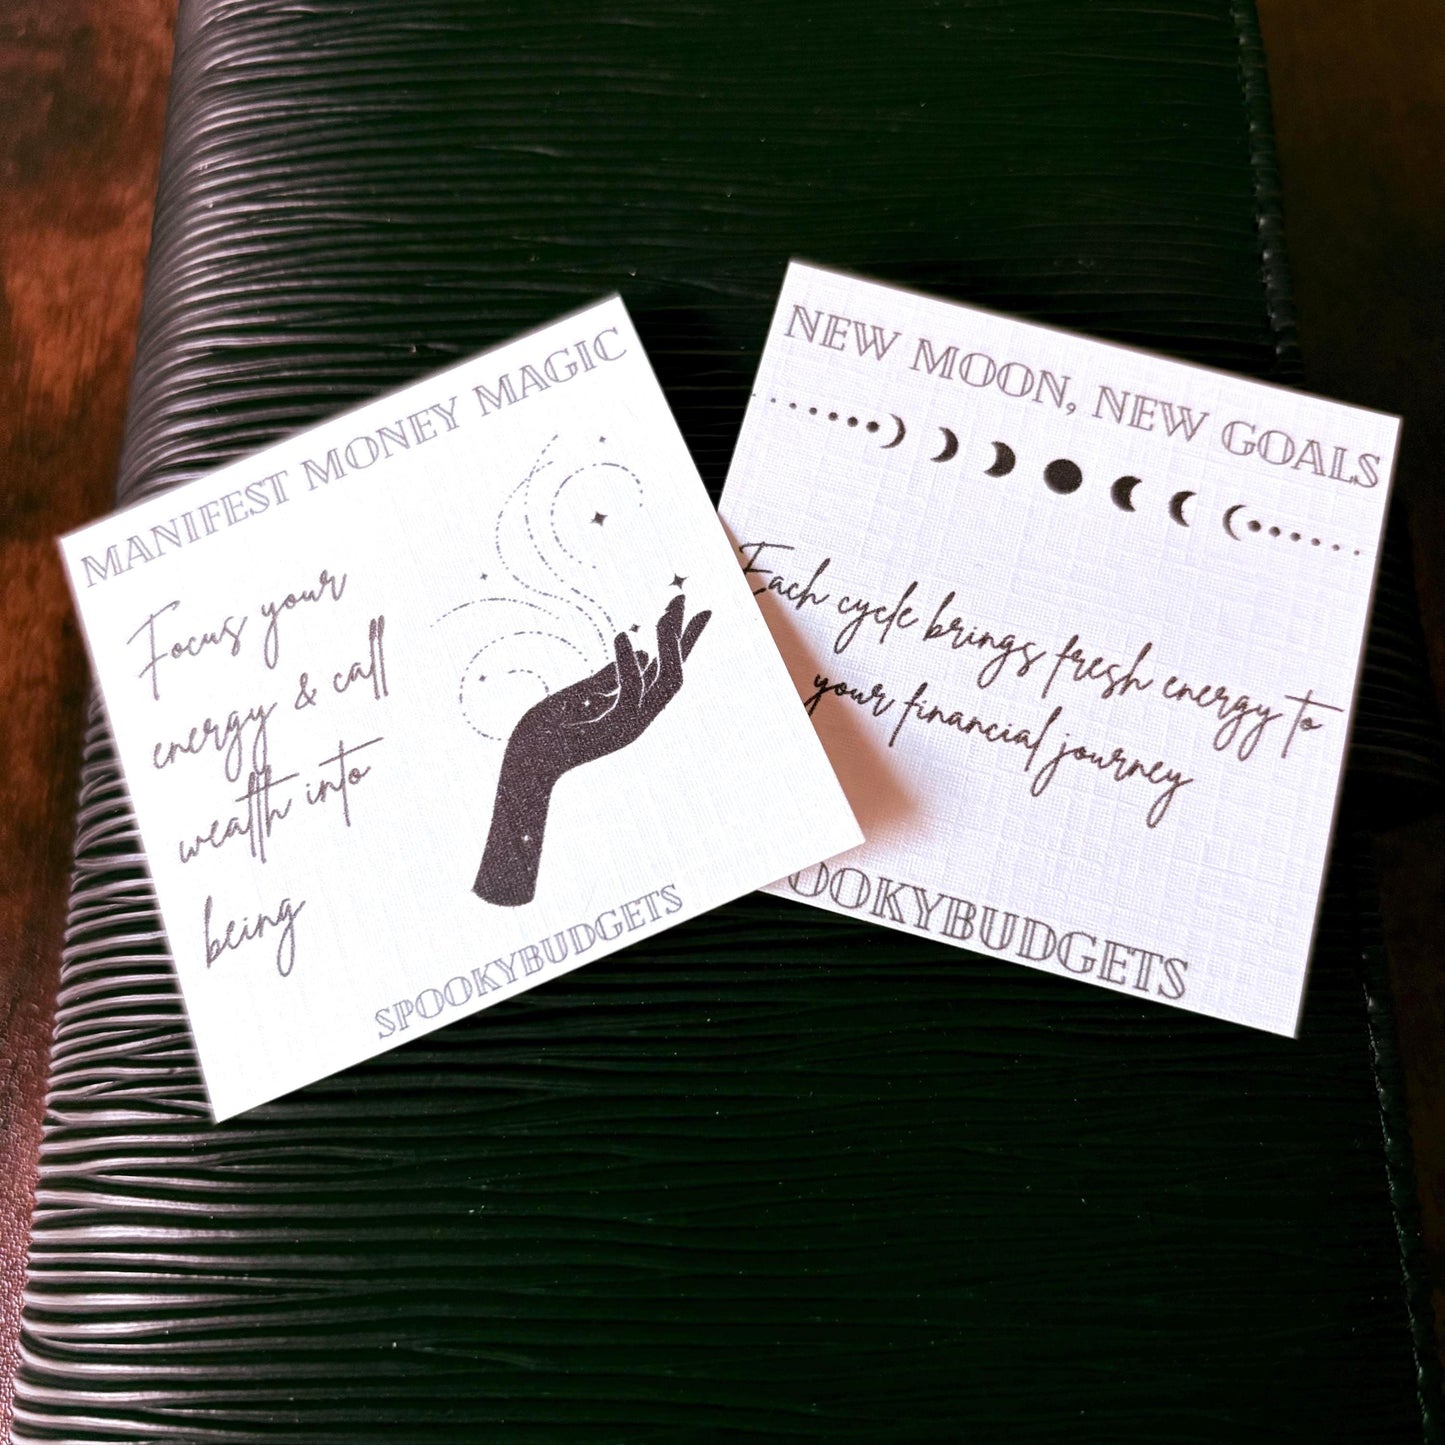 MANIFEST MONEY MAGIC
Focus your
energy & call
wealth into
being
SPOOKYBUDGETS
NEW MOON, NEW GOALS
Each cycle brings fresh energy to
your financial journey
POOKYBUDGETS